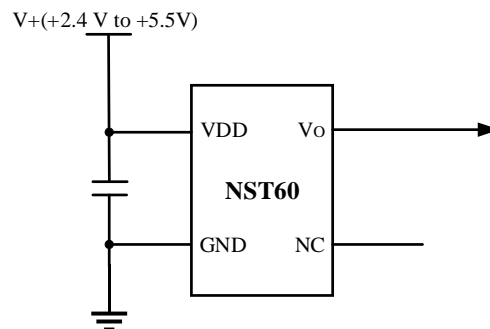 V+(+2.4 V to +5.5V)
VDD
VO
NST60
GND
NC